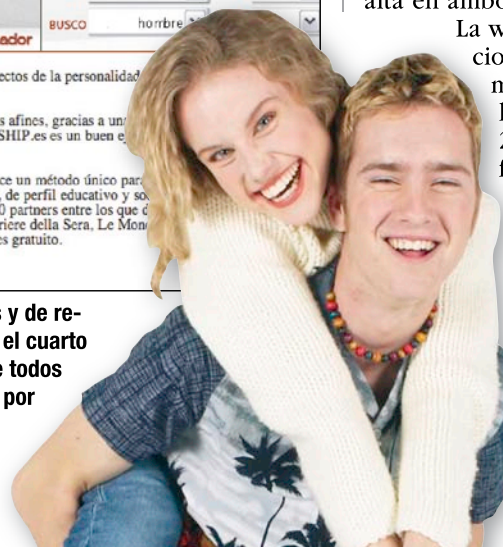 ador
BUSCO
hombre
ectos de la personalidad
s afines, gracias a un
SHIP.es es un buen
ce un método único par
, de perfil educativo y so
0 partners entre los que
riere della Sera, Le Mon
es gratuito.
s y de re-
el cuarto
e todos
por
alta en ambo
La w
cio